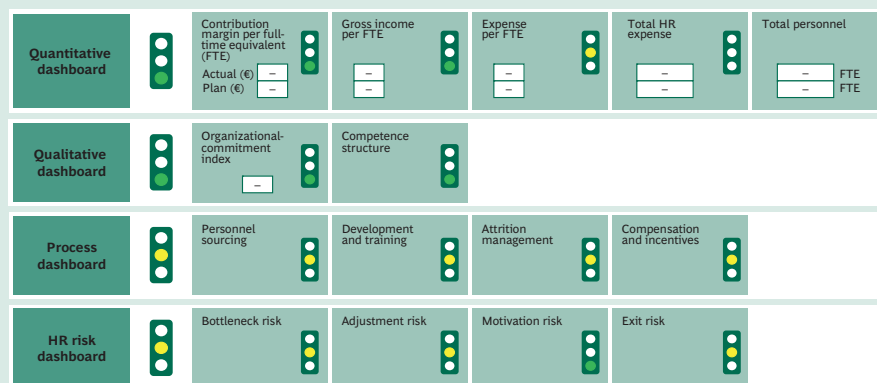 Quantitative
dashboard
Contribution
margin per full-
time equivalent
(FTE)
Actual (€) –
Plan (€) –
Gross income
per FTE
–
–
Expense
per FTE
–
–
Total HR
expense
–
–
Total personnel
– FTE
– FTE
Qualitative
dashboard
Organizational-
commitment
index
–
Competence
structure
Process
dashboard
Personnel
sourcing
Development
and training
Attrition
management
Compensation
and incentives
HR risk
dashboard
Bottleneck risk
Adjustment risk
Motivation risk
Exit risk